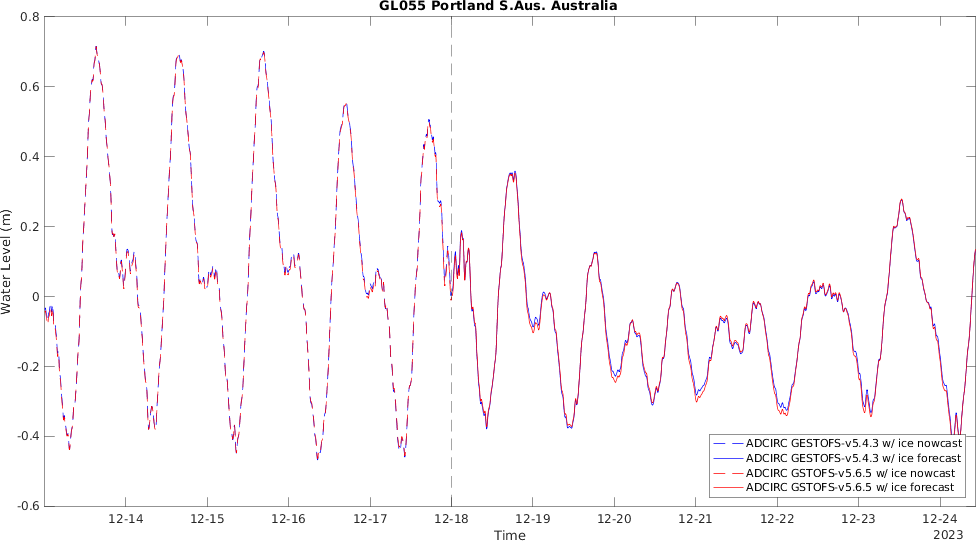 GL055 Portland S.Aus. Australia
0.8
0.6
0.4
0.2
0
-0.2
-0.4
-0.6
Water Level (m)
12-14
12-15
12-16
12-17
12-18
12-19
12-20
12-21
12-22
12-23
12-24
Time
2023
ADCIRC GESTOFS-v5.4.3 w/ ice nowcast
ADCIRC GESTOFS-v5.4.3 w/ ice forecast
ADCIRC GSTOFS-v5.6.5 w/ ice nowcast
ADCIRC GSTOFS-v5.6.5 w/ ice forecast